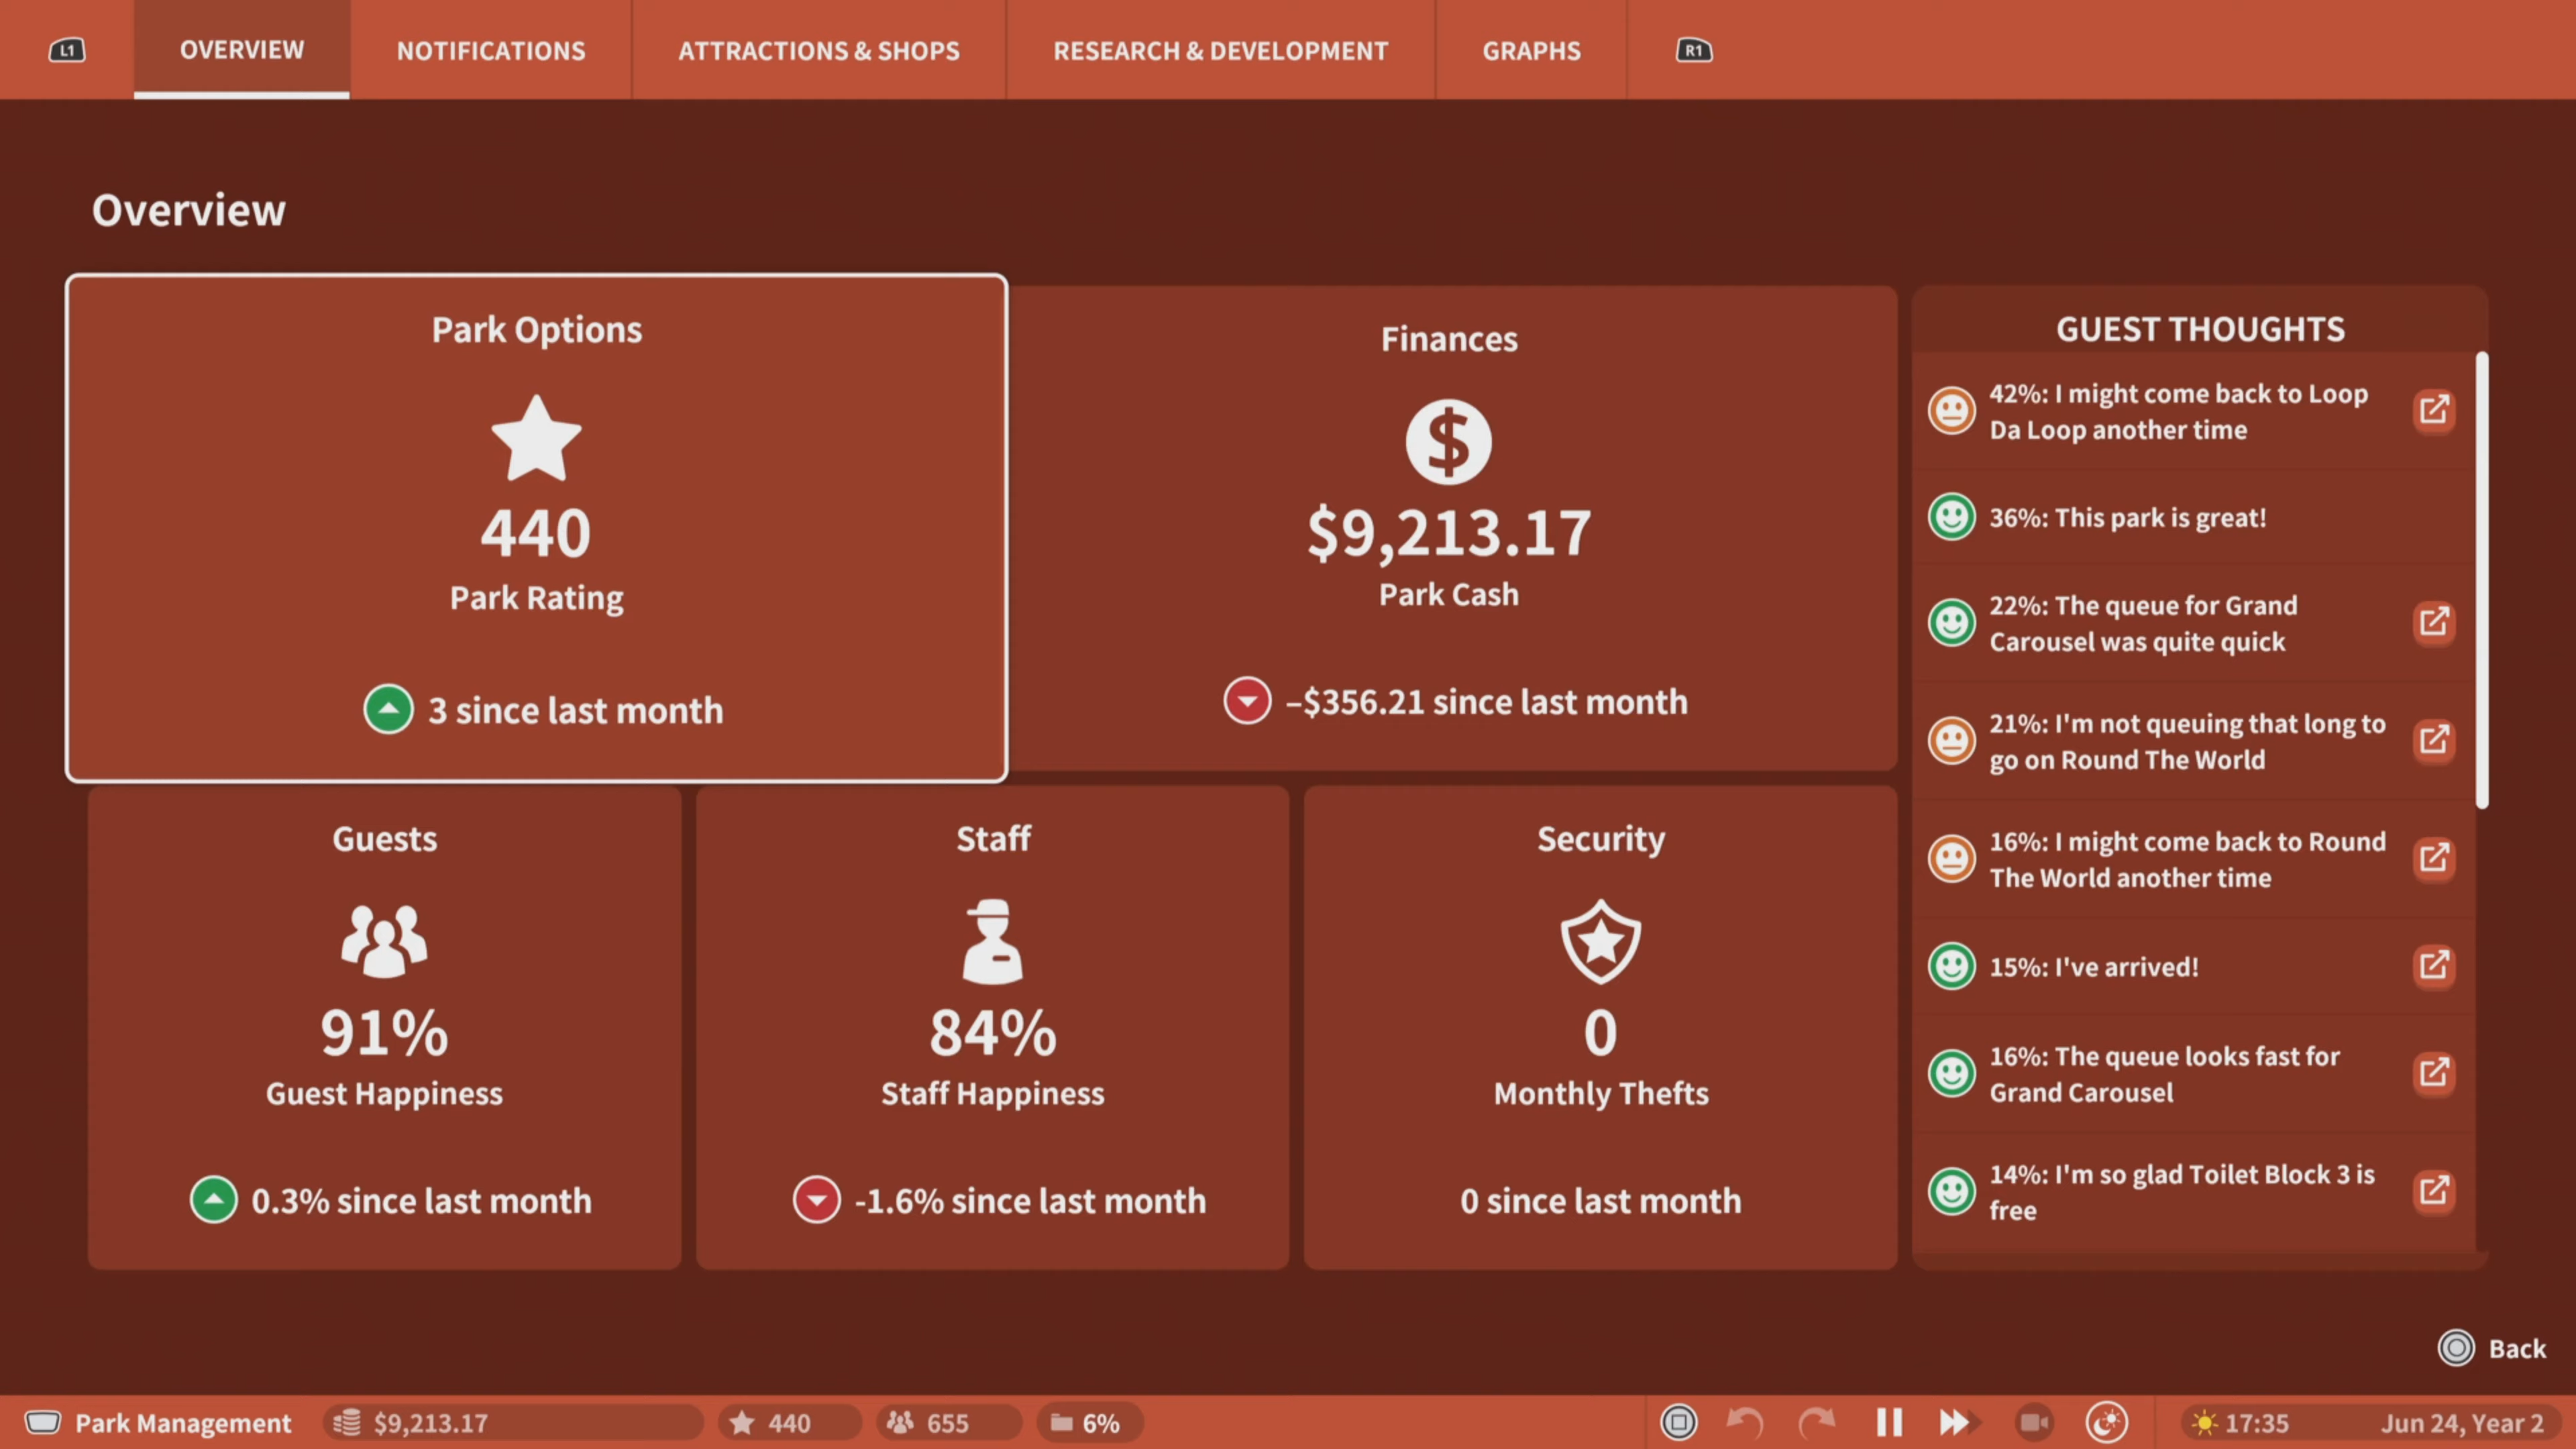 L1
OVERVIEW
NOTIFICATIONS
ATTRACTIONS & SHOPS
RESEARCH & DEVELOPMENT
GRAPHS
R1
Overview
Park Options
440
Park Rating
3 since last month
Finances
$9,213.17
Park Cash
–$356.21 since last month
Guests
91%
Guest Happiness
0.3% since last month
Staff
84%
Staff Happiness
-1.6% since last month
Security
0
Monthly Thefts
0 since last month
GUEST THOUGHTS
42%: I might come back to Loop
Da Loop another time
36%: This park is great!
22%: The queue for Grand
Carousel was quite quick
21%: I'm not queuing that long to
go on Round The World
16%: I might come back to Round
The World another time
15%: I've arrived!
16%: The queue looks fast for
Grand Carousel
14%: I'm so glad Toilet Block 3 is
free
Back
Park Management
$9,213.17
440
655
6%
17:35
Jun 24, Year 2